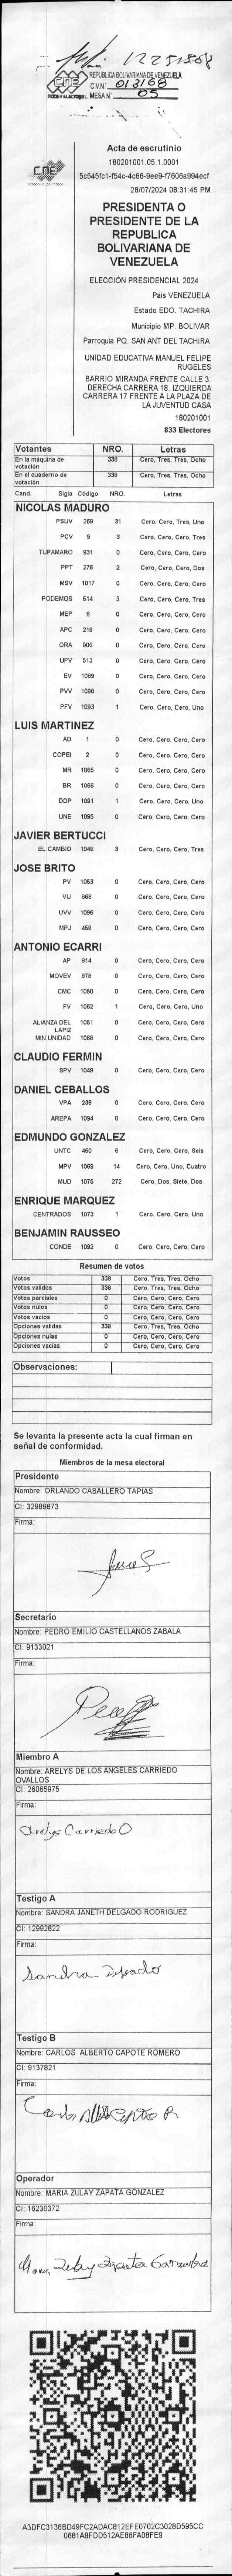 12251568
CNE
PODER ELECTORAL
REPUBLICA BOLIVARIANA DE VENEZUELA
C.V.N° 013168
MESA N° 05
CNE
Acta de escrutinio
180201001.05.1.0001
5c545fc1-f54c-4c66-9ee9-f7606a994ecf
28/07/2024 08:31:45 PM
PRESIDENTA O
PRESIDENTE DE LA
REPUBLICA
BOLIVARIANA DE
VENEZUELA
ELECCIÓN PRESIDENCIAL 2024
Pais VENEZUELA
Estado EDO. TACHIRA
Municipio MP. BOLIVAR
Parroquia PQ. SAN ANT DEL TACHIRA
UNIDAD EDUCATIVA MANUEL FELIPE
RUGELES
BARRIO MIRANDA FRENTE CALLE 3.
DERECHA CARRERA 18. IZQUIERDA
CARRERA 17 FRENTE A LA PLAZA DE
LA JUVENTUD CASA
180201001
833 Electores
Votantes NRO. Letras
En la máquina de votación 338 Cero, Tres, Tres, Ocho
En el cuaderno de votación 338 Cero, Tres, Tres, Ocho
Cand. Sigla Código NRO. Letras
NICOLAS MADURO
PSUV 269 31 Cero, Cero, Tres, Uno
PCV 9 3 Cero, Cero, Cero, Tres
TUPAMARO 931 0 Cero, Cero, Cero, Cero
PPT 276 2 Cero, Cero, Cero, Dos
MSV 1017 0 Cero, Cero, Cero, Cero
PODEMOS 514 3 Cero, Cero, Cero, Tres
MEP 6 0 Cero, Cero, Cero, Cero
APC 219 0 Cero, Cero, Cero, Cero
ORA 906 0 Cero, Cero, Cero, Cero
UPV 513 0 Cero, Cero, Cero, Cero
EV 1069 0 Cero, Cero, Cero, Cero
PVV 1090 0 Cero, Cero, Cero, Cero
PFV 1093 1 Cero, Cero, Cero, Uno
LUIS MARTINEZ
AD 1 0 Cero, Cero, Cero, Cero
COPEI 2 0 Cero, Cero, Cero, Cero
MR 1065 0 Cero, Cero, Cero, Cero
BR 1066 0 Cero, Cero, Cero, Cero
DDP 1091 1 Cero, Cero, Cero, Uno
UNE 1095 0 Cero, Cero, Cero, Cero
JAVIER BERTUCCI
EL CAMBIO 1048 3 Cero, Cero, Cero, Tres
JOSE BRITO
PV 1053 0 Cero, Cero, Cero, Cero
VU 868 0 Cero, Cero, Cero, Cero
UVV 1096 0 Cero, Cero, Cero, Cero
MPJ 458 0 Cero, Cero, Cero, Cero
ANTONIO ECARRI
AP 814 0 Cero, Cero, Cero, Cero
MOVEV 878 0 Cero, Cero, Cero, Cero
CMC 1050 0 Cero, Cero, Cero, Cero
FV 1062 1 Cero, Cero, Cero, Uno
ALIANZA DEL LAPIZ 1051 0 Cero, Cero, Cero, Cero
MIN UNIDAD 1068 0 Cero, Cero, Cero, Cero
CLAUDIO FERMIN
SPV 1049 0 Cero, Cero, Cero, Cero
DANIEL CEBALLOS
VPA 236 0 Cero, Cero, Cero, Cero
AREPA 1094 0 Cero, Cero, Cero, Cero
EDMUNDO GONZALEZ
UNTC 460 6 Cero, Cero, Cero, Seis
MPV 1069 14 Cero, Cero, Uno, Cuatro
MUD 1075 272 Cero, Dos, Siete, Dos
ENRIQUE MARQUEZ
CENTRADOS 1073 1 Cero, Cero, Cero, Uno
BENJAMIN RAUSSEO
CONDE 1092 0 Cero, Cero, Cero, Cero
Resumen de votos
Votos 338 Cero, Tres, Tres, Ocho
Votos validos 338 Cero, Tres, Tres, Ocho
Votos parciales 0 Cero, Cero, Cero, Cero
Votos nulos 0 Cero, Cero, Cero, Cero
Votos vacios 0 Cero, Cero, Cero, Cero
Opciones validas 338 Cero, Tres, Tres, Ocho
Opciones nulas 0 Cero, Cero, Cero, Cero
Opciones vacias 0 Cero, Cero, Cero, Cero
Observaciones:
Se levanta la presente acta la cual firman en
señal de conformidad.
Miembros de la mesa electoral
Presidente
Nombre: ORLANDO CABALLERO TAPIAS
CI: 32989873
Firma:
Secretario
Nombre: PEDRO EMILIO CASTELLANOS ZABALA
CI: 9133021
Firma:
Miembro A
Nombre: ARELYS DE LOS ANGELES CARRIEDO
OVALLOS
CI: 26065975
Firma:
Arelys Carriedo O
Testigo A
Nombre: SANDRA JANETH DELGADO RODRIGUEZ
CI: 12992822
Firma:
Sandra Delgado
Testigo B
Nombre: CARLOS ALBERTO CAPOTE ROMERO
CI: 9137821
Firma:
Carlos Alberto Capote R
Operador
Nombre: MARIA ZULAY ZAPATA GONZALEZ
CI: 16230372
Firma:
Maria Zulay Zapata
A3DFC3136BD49FC2ADAC812EFE0702C3028D595CC
0681A8FDD512AE86FA08FE9